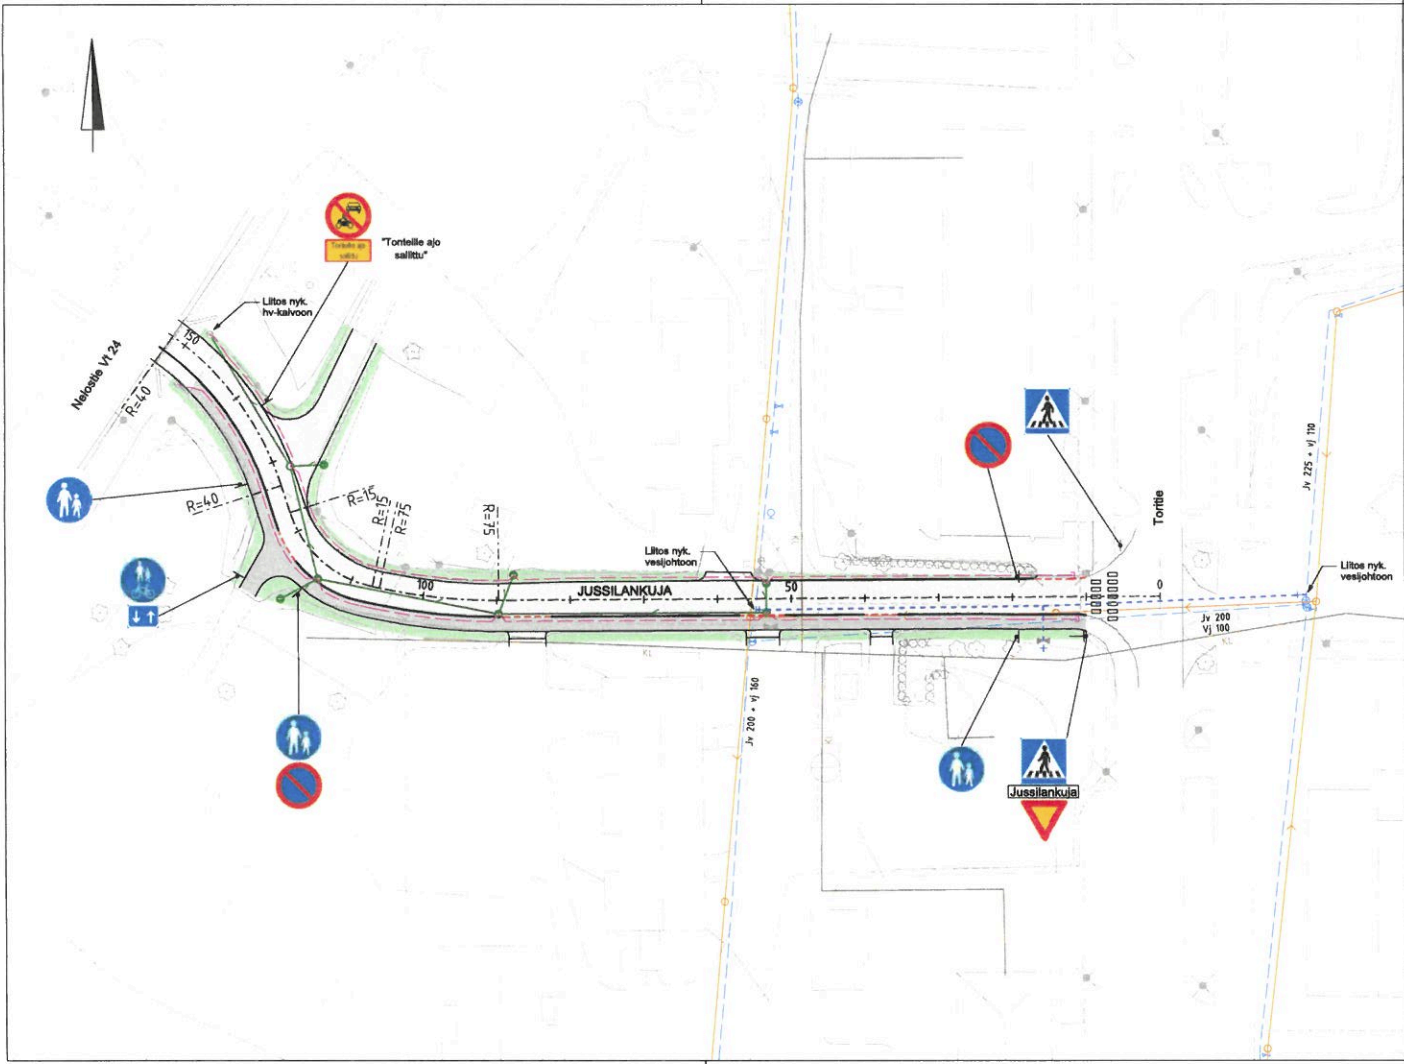 "Tonteille ajo
sallittu"
Tonteille ajo
sallittu
Liitos nyk.
hv-kaivoon
Nelostie Vt 24
150
R=40
R=40
R=15
R=15
R=75
R=75
100
JUSSILANKUJA
Liitos nyk.
vesijohtoon
50
0
Toritie
Jv 225 + vj 110
Liitos nyk.
vesijohtoon
Jv 200
Vj 100
KL
KL
Jv 200 + vj 160
Jussilankuja